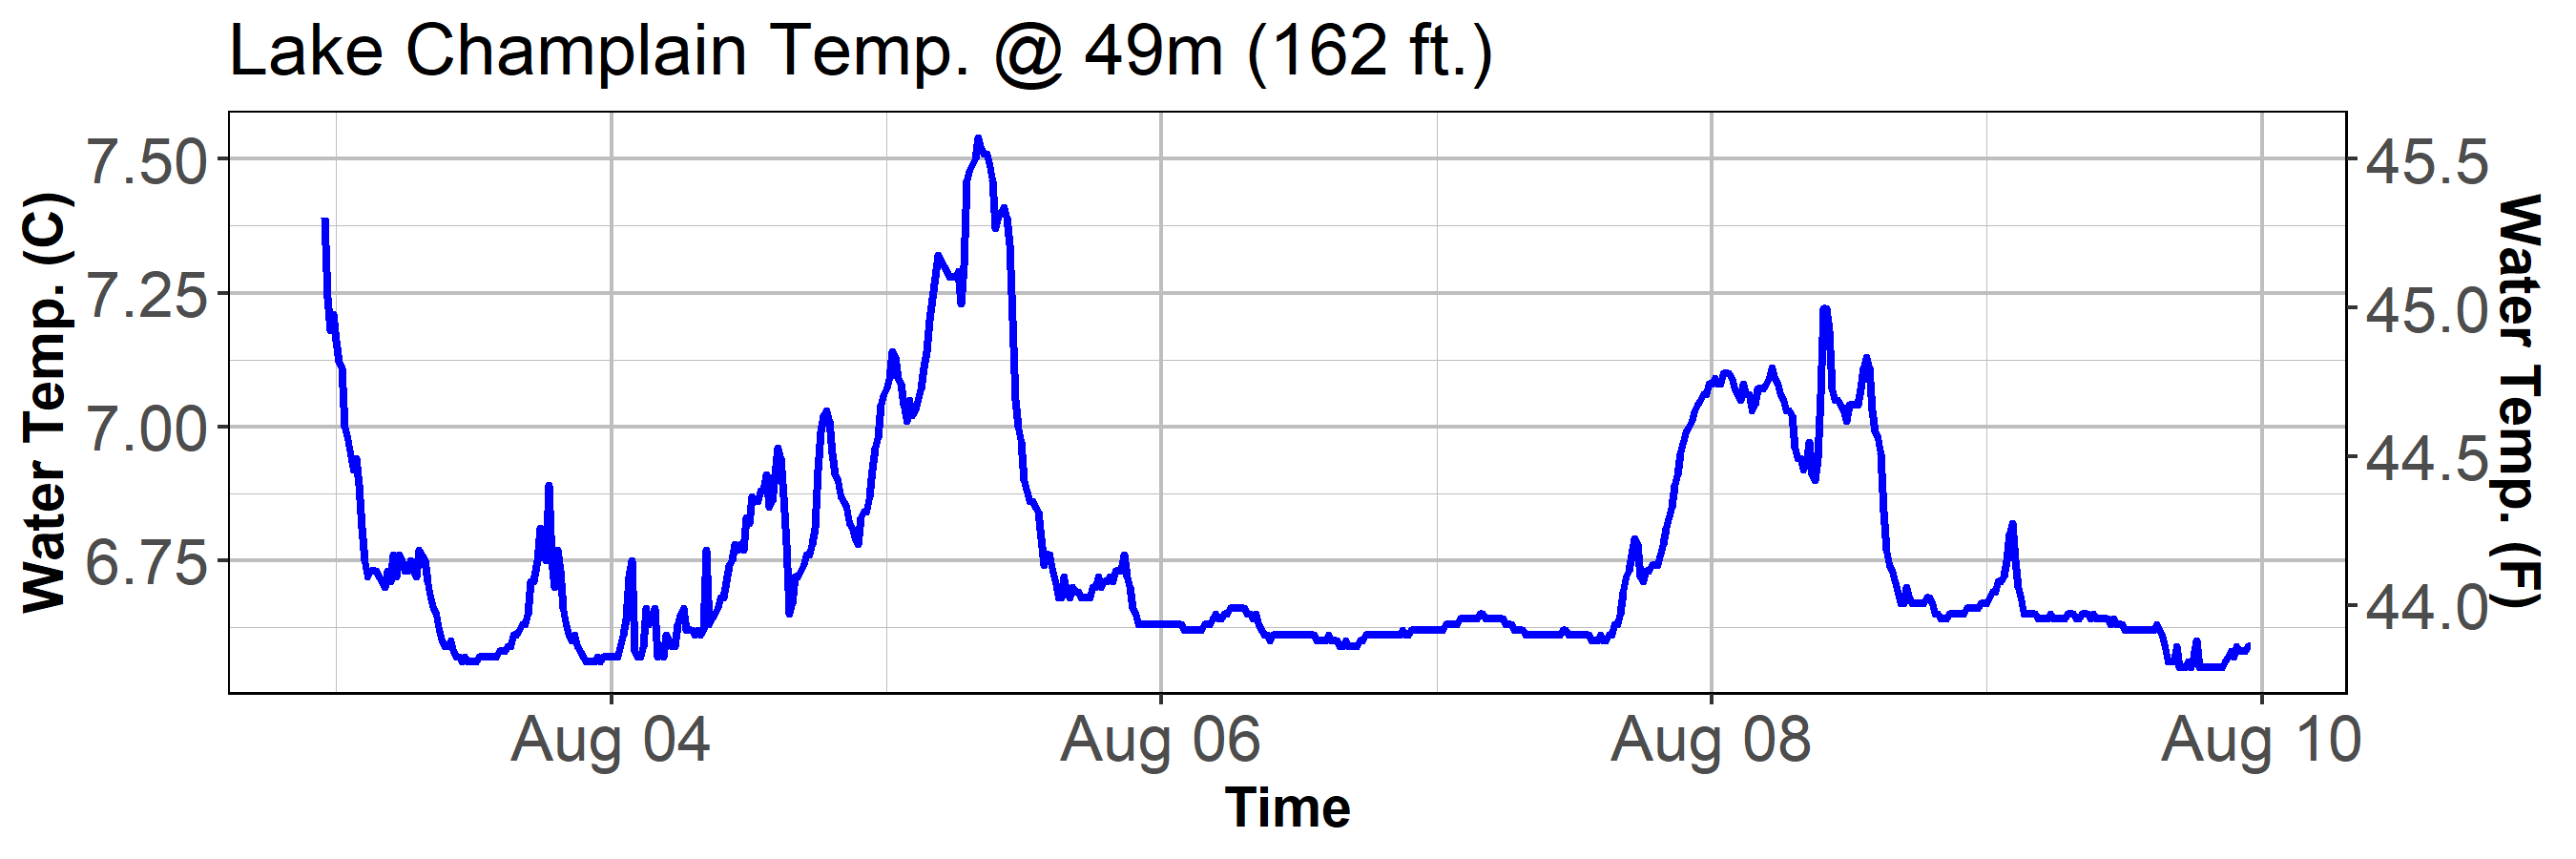 Lake Champlain Temp. @ 49m (162 ft.)
Water Temp. (C)
7.50
7.25
7.00
6.75
45.5
45.0
44.5
44.0
Water Temp. (F)
Aug 04 Aug 06 Aug 08 Aug 10
Time